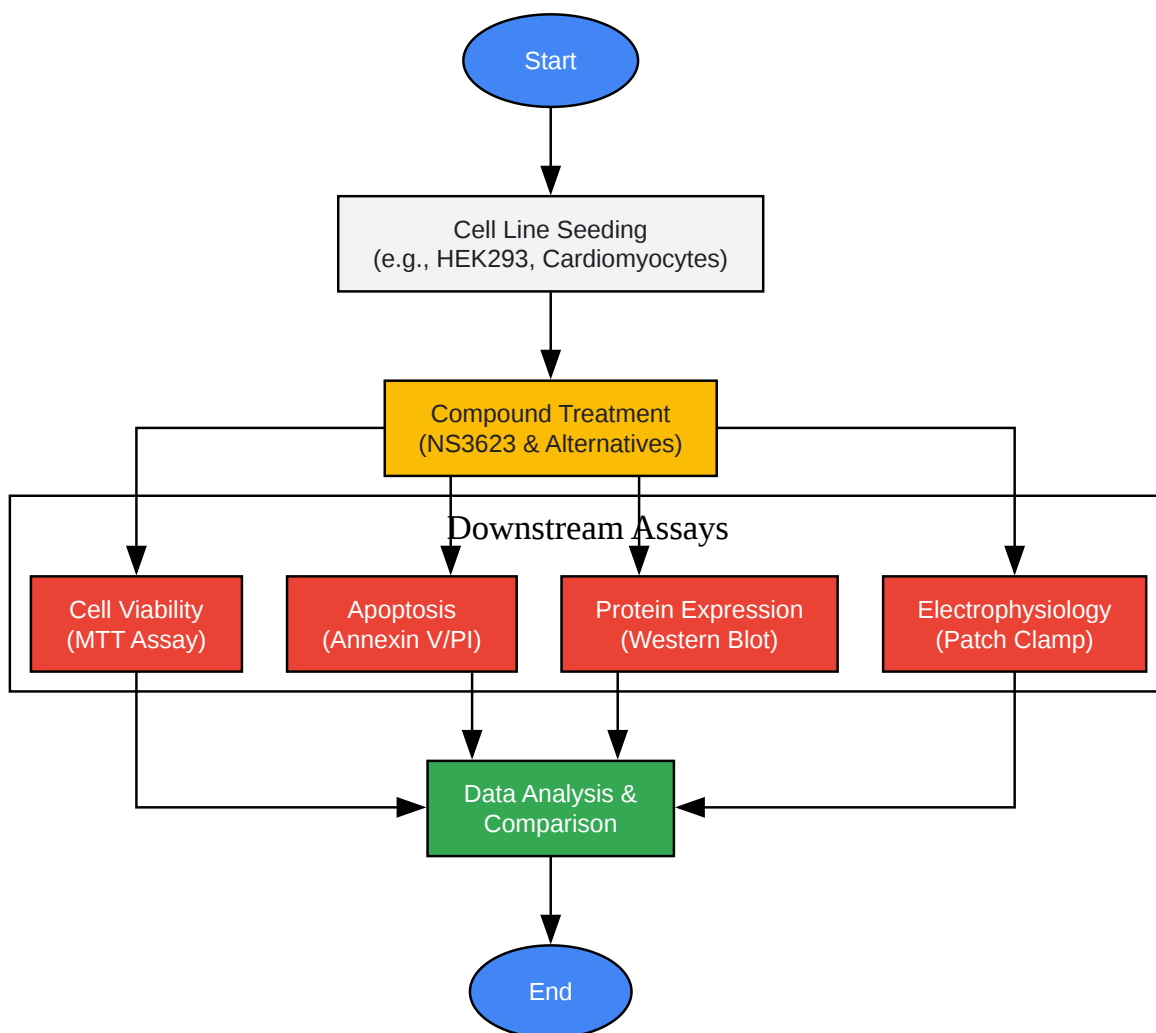 Start
Cell Line Seeding
(e.g., HEK293, Cardiomyocytes)
Compound Treatment
(NS3623 & Alternatives)
Downstream Assays
Cell Viability
(MTT Assay)
Apoptosis
(Annexin V/PI)
Protein Expression
(Western Blot)
Electrophysiology
(Patch Clamp)
Data Analysis &
Comparison
End